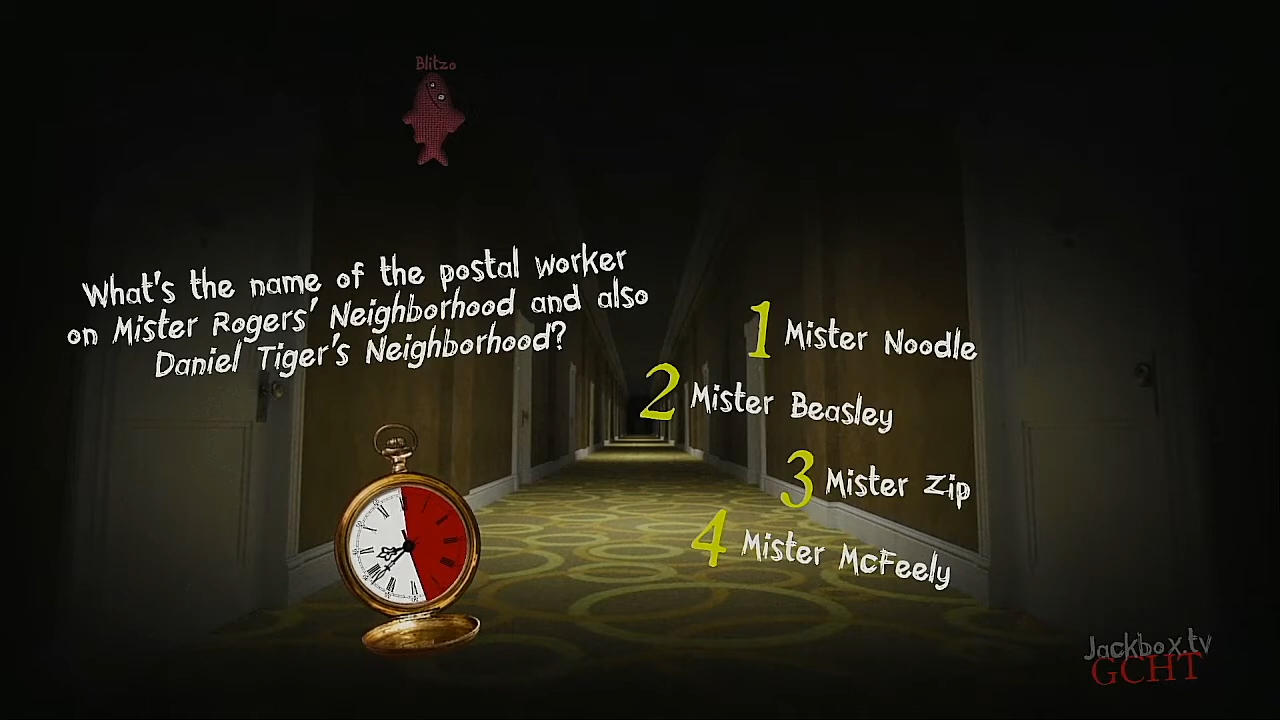 Blitzo
What's the name of the postal worker
on Mister Rogers' Neighborhood and also
Daniel Tiger's Neighborhood?
1 Mister Noodle
2 Mister Beasley
3 Mister Zip
4 Mister McFeely
Jackbox.tv
GCHT